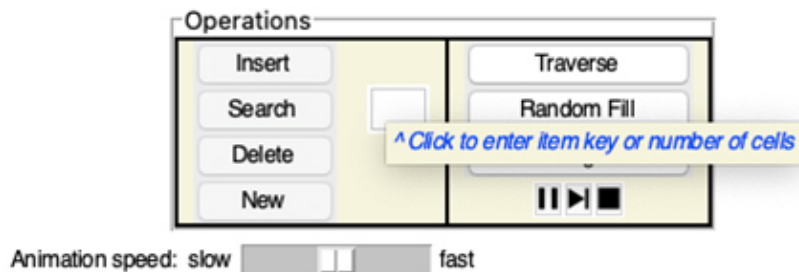 Operations
Insert
Search
Delete
New
Traverse
Random Fill
^ Click to enter item key or number of cells
Animation speed: slow fast